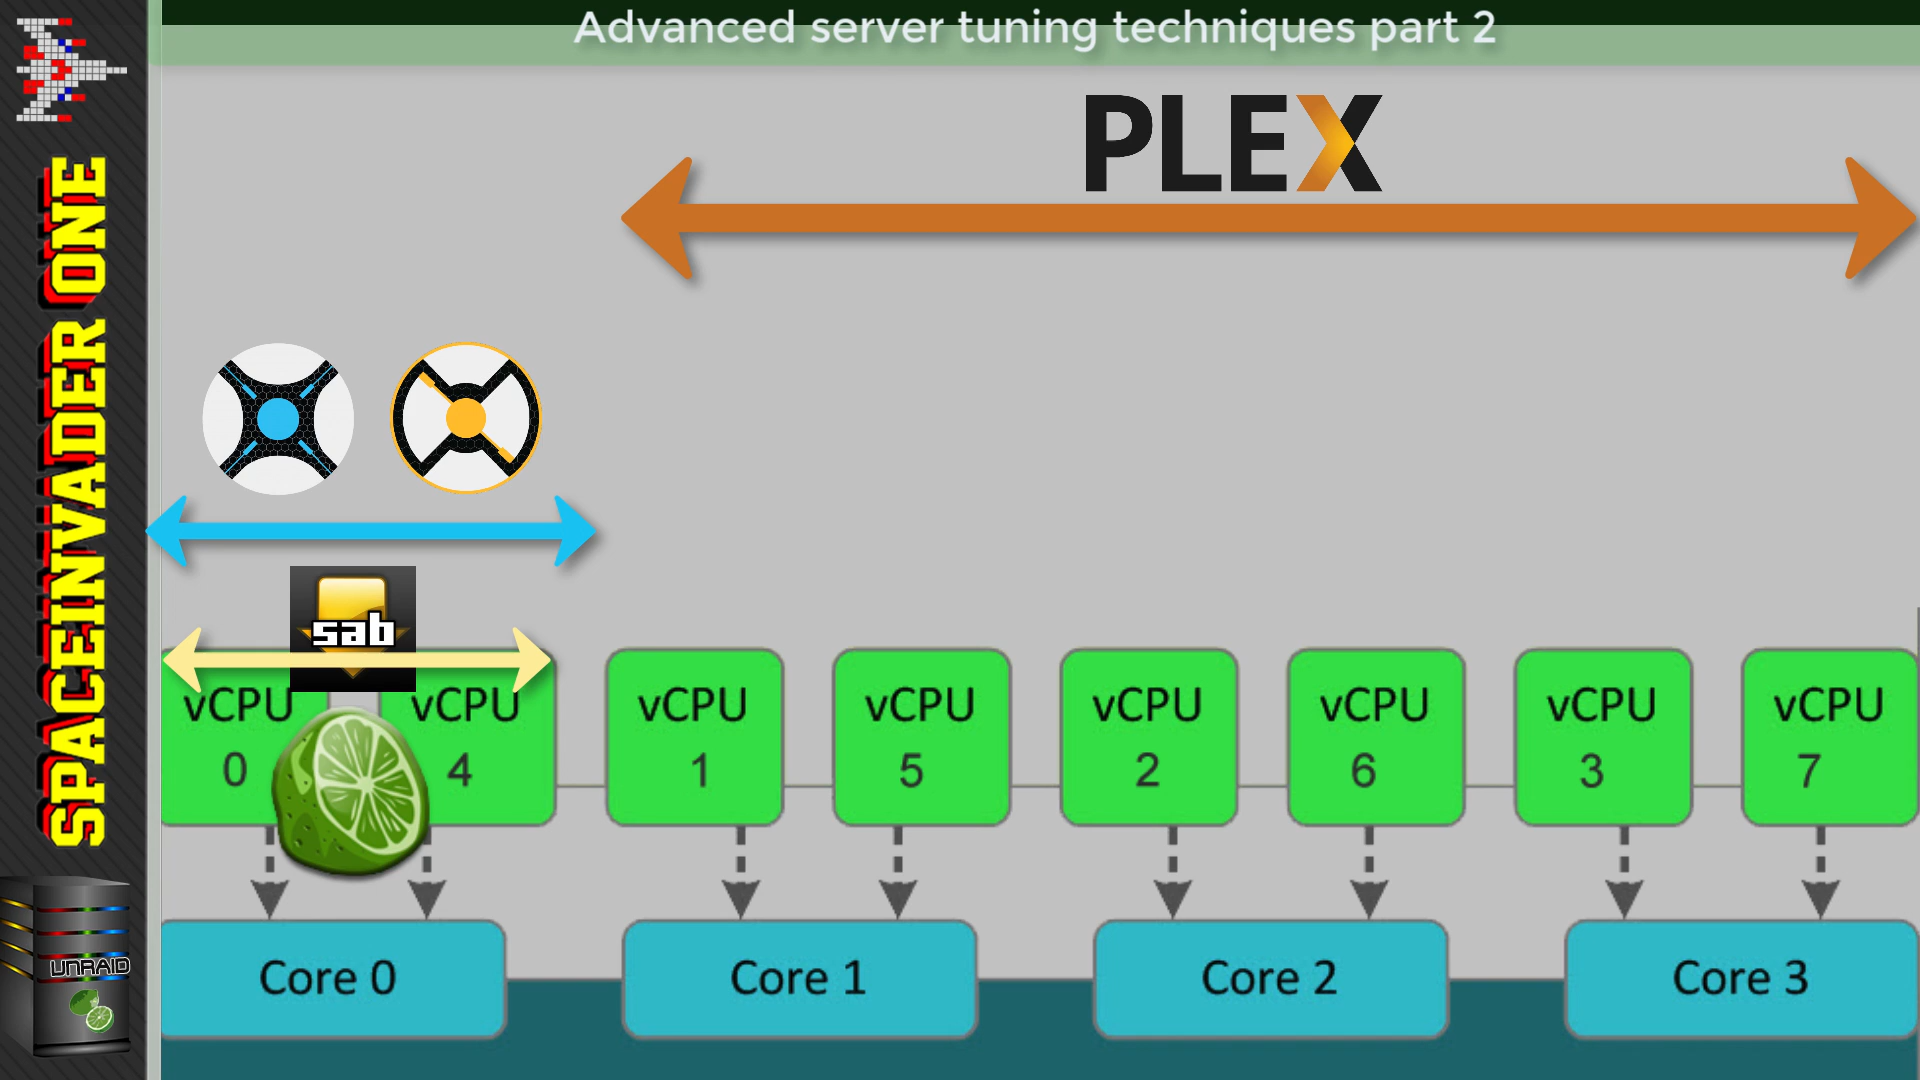 Advanced server tuning techniques part 2
SPACEINVADER ONE
PLEX
sab
vCPU 0
vCPU 4
vCPU 1
vCPU 5
vCPU 2
vCPU 6
vCPU 3
vCPU 7
Core 0
Core 1
Core 2
Core 3
UNRAID